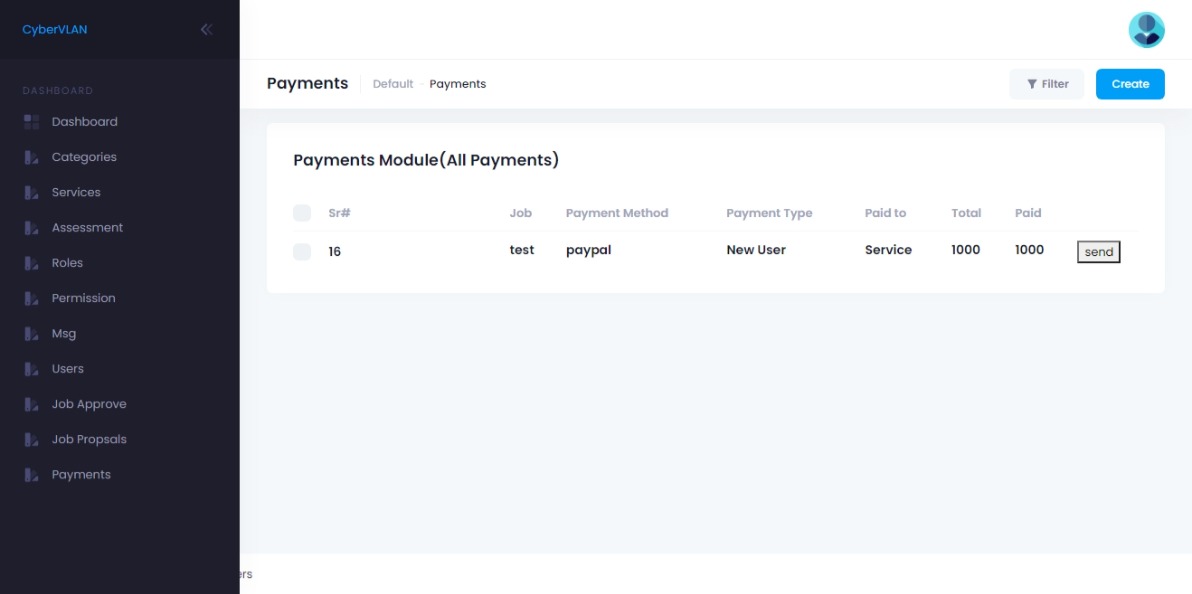 CyberVLAN
DASHBOARD
Dashboard
Categories
Services
Assessment
Roles
Permission
Msg
Users
Job Approve
Job Propsals
Payments
Payments Default - Payments Filter Create
Payments Module(All Payments)
Sr# Job Payment Method Payment Type Paid to Total Paid
16 test paypal New User Service 1000 1000 send